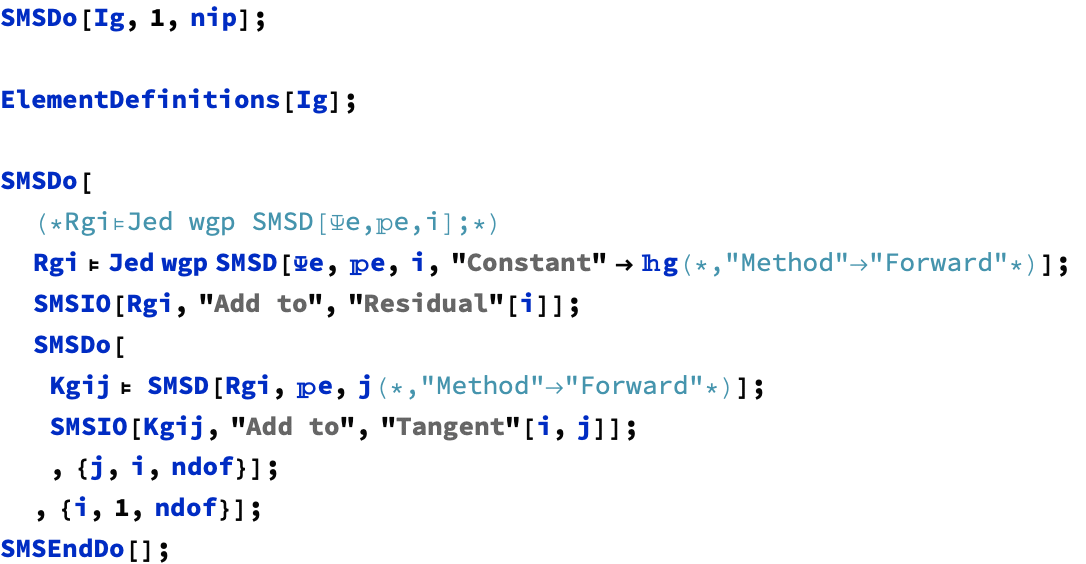 SMSDo[Ig, 1, nip];
ElementDefinitions[Ig];
SMSDo[
(*Rgi⊨Jed wgp SMSD[𝚿e,𝕡e,i];*)
Rgi ⊨ Jed wgp SMSD[𝚿e, 𝕡e, i, "Constant" → 𝕙g(*,"Method"→"Forward"*)];
SMSIO[Rgi, "Add to", "Residual"[i]];
SMSDo[
Kgij ⊨ SMSD[Rgi, 𝕡e, j(*,"Method"→"Forward"*)];
SMSIO[Kgij, "Add to", "Tangent"[i, j]];
, {j, i, ndof}];
, {i, 1, ndof}];
SMSEndDo[];